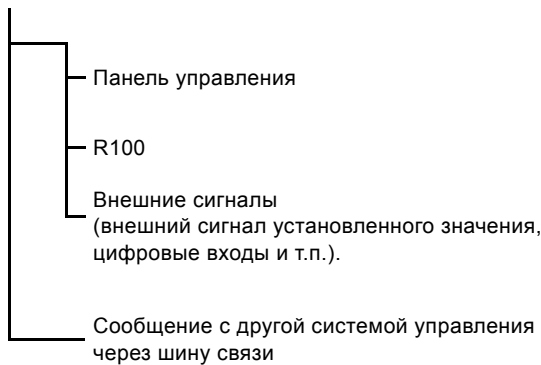 Панель управления
R100
Внешние сигналы
(внешний сигнал установленного значения,
цифровые входы и т.п.).
Сообщение с другой системой управления
через шину связи